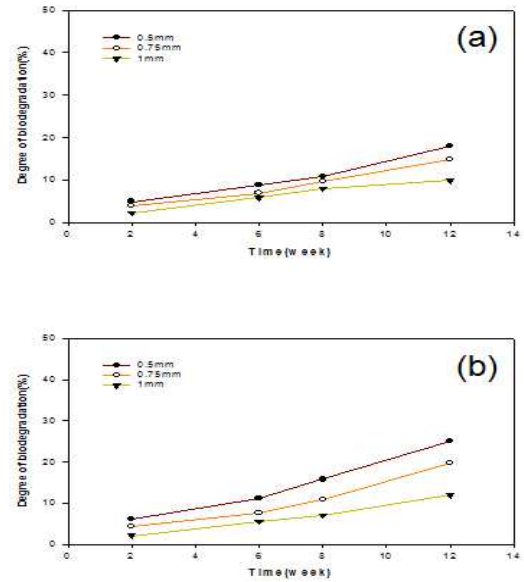 50
(a)
0.5mm
0.75mm
1mm
40
30
20
10
0
Degree of biodegradation(%)
0 2 4 6 8 10 12 14
Time(week)
50
(b)
0.5mm
0.75mm
1mm
40
30
20
10
0
Degree of biodegradation(%)
0 2 4 6 8 10 12 14
Time(week)